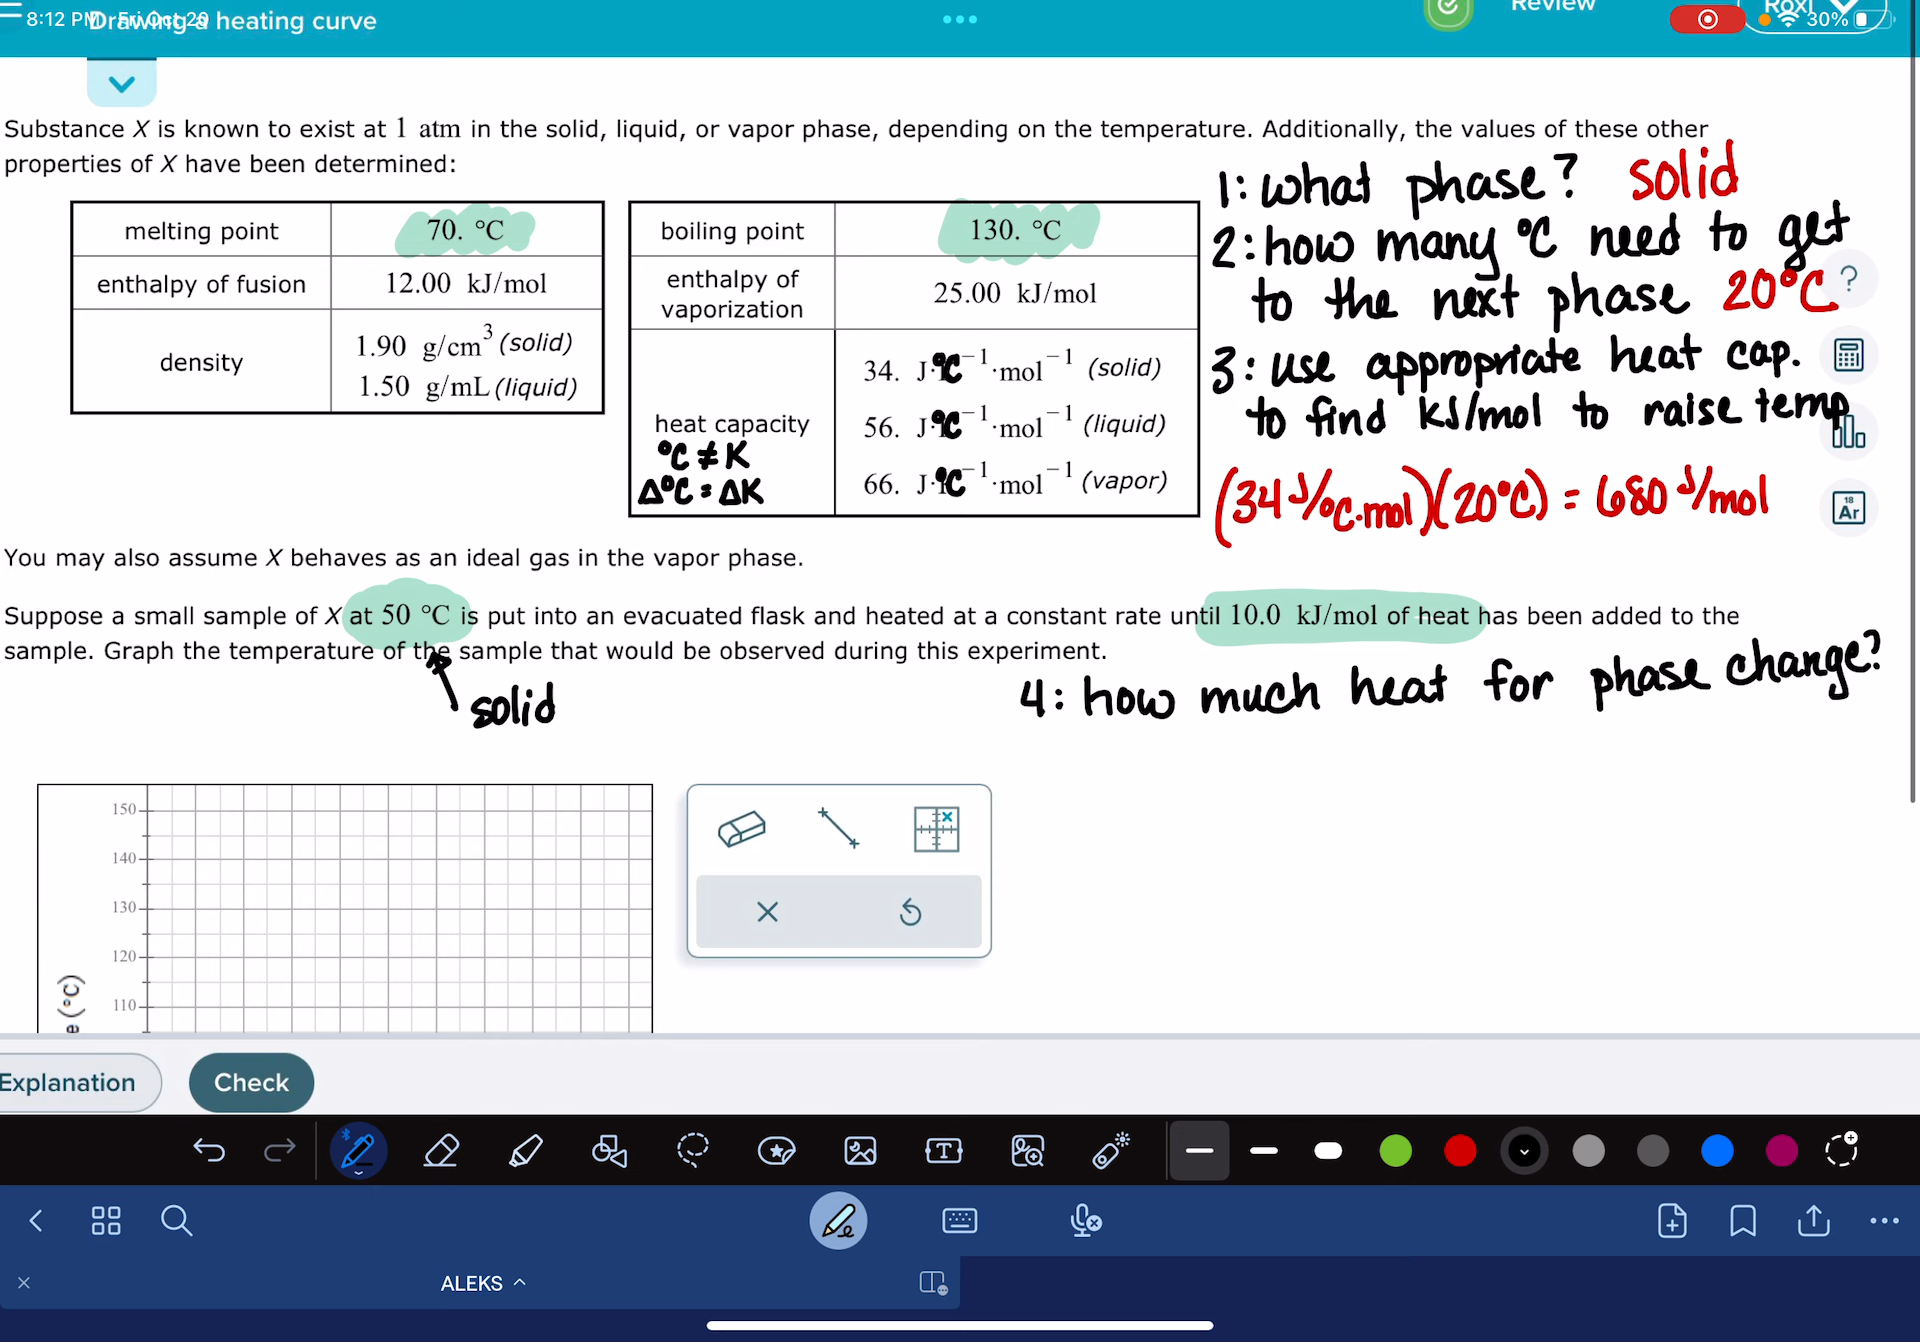 8:12 PM Fri Oct 20
Drawing a heating curve
Review
Roxi
30%
Substance X is known to exist at 1 atm in the solid, liquid, or vapor phase, depending on the temperature. Additionally, the values of these other
properties of X have been determined:
melting point 70. °C
enthalpy of fusion 12.00 kJ/mol
density
1.90 g/cm³ (solid)
1.50 g/mL (liquid)
boiling point 130. °C
enthalpy of
vaporization
25.00 kJ/mol
heat capacity
°C ≠ K
Δ°C = ΔK
34. J·°C⁻¹·mol⁻¹ (solid)
56. J·°C⁻¹·mol⁻¹ (liquid)
66. J·°C⁻¹·mol⁻¹ (vapor)
1: what phase? solid
2: how many °C need to get
to the next phase 20°C
3: use appropriate heat cap.
to find kJ/mol to raise temp
(34 J/°C·mol)(20°C) = 680 J/mol
?
18
Ar
You may also assume X behaves as an ideal gas in the vapor phase.
Suppose a small sample of X at 50 °C is put into an evacuated flask and heated at a constant rate until 10.0 kJ/mol of heat has been added to the
sample. Graph the temperature of the sample that would be observed during this experiment.
solid
4: how much heat for phase change?
150
140
130
120
110
e (°C)
Explanation
Check
T
ALEKS